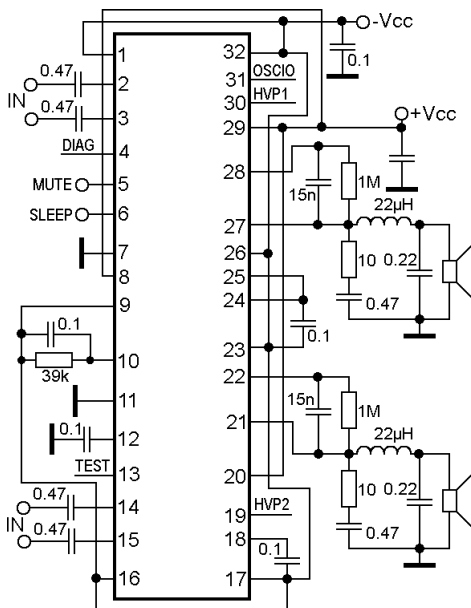 -Vcc
1
32
0.1
0.47
2
31
OSCIO
IN
0.47
3
30
HVP1
+Vcc
DIAG
4
29
MUTE
5
28
15n
1M
SLEEP
6
27
22µH
7
26
10
0.22
8
25
0.47
9
24
0.1
0.1
10
23
39k
22
15n
1M
11
21
22µH
0.1
12
TEST
13
20
10
0.22
0.47
14
19
HVP2
IN
0.47
15
18
0.47
0.1
16
17